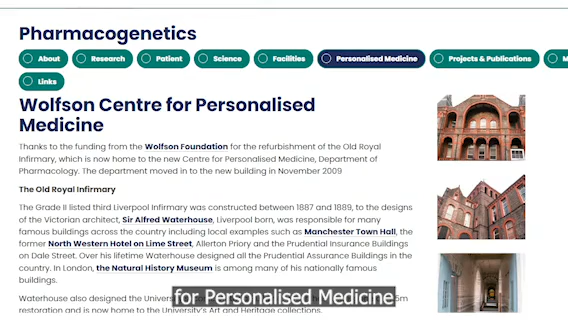 Pharmacogenetics
About
Research
Patient
Science
Facilities
Personalised Medicine
Projects & Publications
Links
Wolfson Centre for Personalised
Medicine
Thanks to the funding from the Wolfson Foundation for the refurbishment of the Old Royal
Infirmary, which is now home to the new Centre for Personalised Medicine, Department of
Pharmacology. The department moved in to the new building in November 2009
The Old Royal Infirmary
The Grade II listed third Liverpool Infirmary was constructed between 1887 and 1889, to the designs
of the Victorian architect, Sir Alfred Waterhouse, Liverpool born, was responsible for many
famous buildings across the country including local examples such as Manchester Town Hall, the
former North Western Hotel on Lime Street, Allerton Priory and the Prudential Insurance Buildings
on Dale Street. Over his lifetime Waterhouse designed all the Prudential Assurance Buildings in the
country. In London, the Natural History Museum is among many of his nationally famous
buildings.
Waterhouse also designed the
restoration and is now home to the University's Art and Heritage collections.
for Personalised Medicine